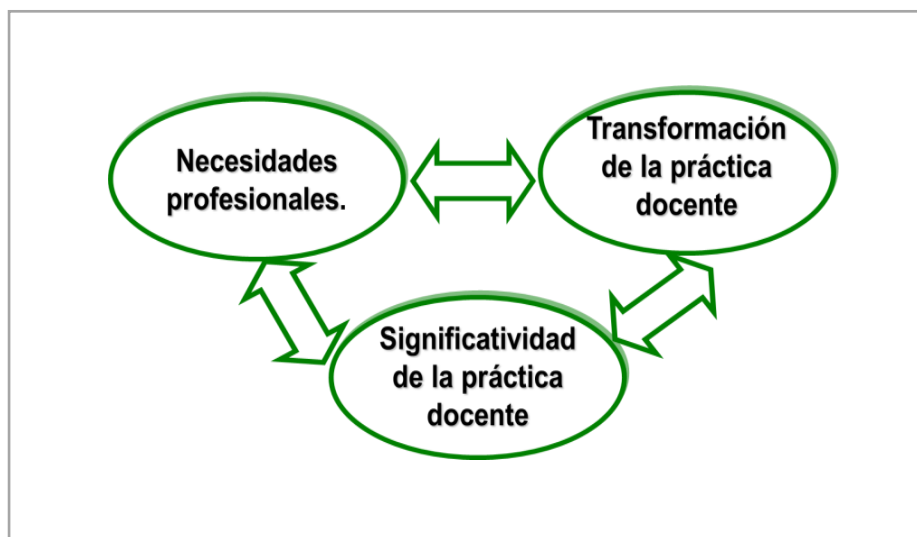 Necesidades
profesionales.
Transformación
de la práctica
docente
Significatividad
de la práctica
docente